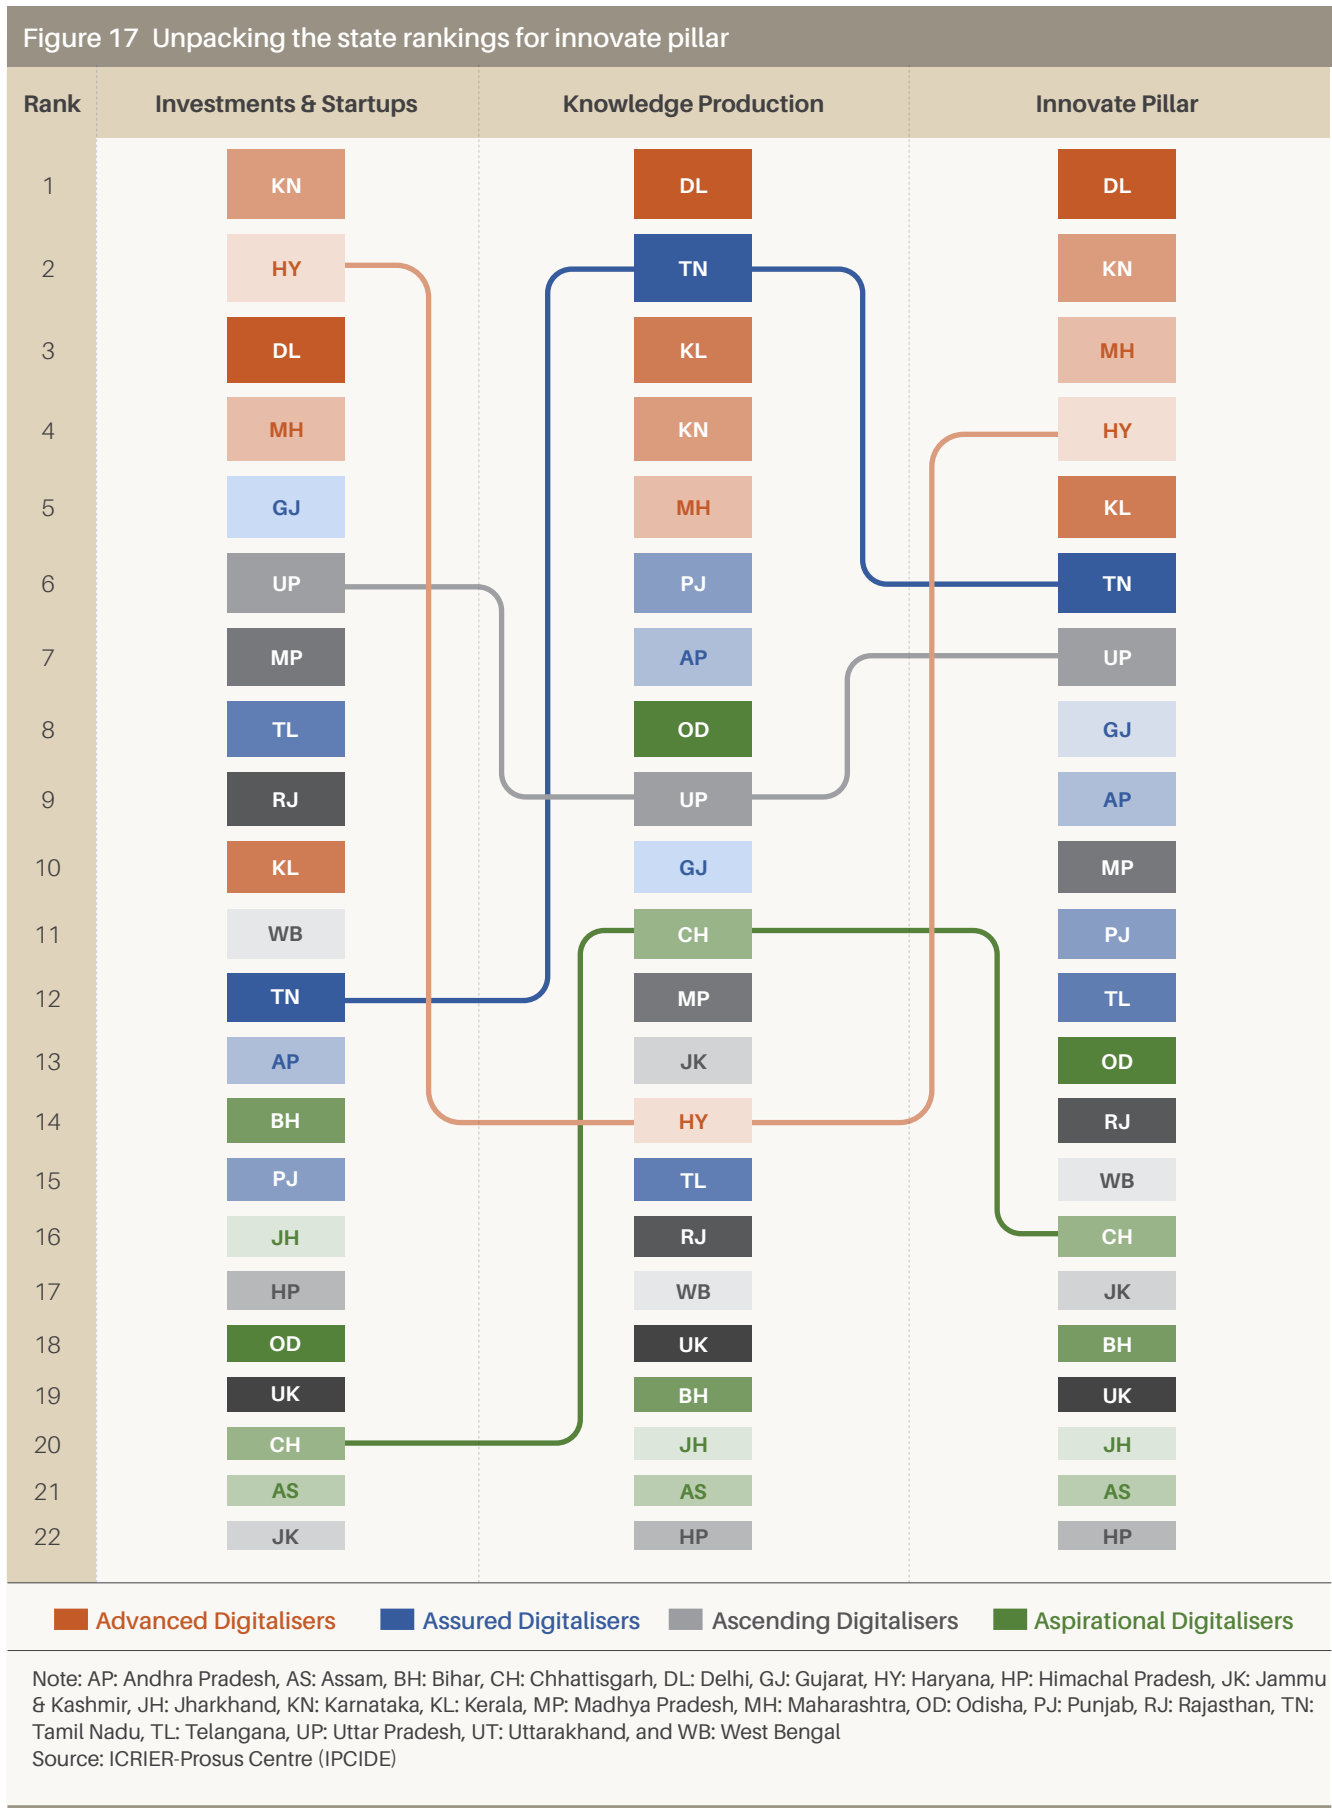 Figure 17 Unpacking the state rankings for innovate pillar
Rank Investments & Startups Knowledge Production Innovate Pillar
1 KN DL DL
2 HY TN KN
3 DL KL MH
4 MH KN HY
5 GJ MH KL
6 UP PJ TN
7 MP AP UP
8 TL OD GJ
9 RJ UP AP
10 KL GJ MP
11 WB CH PJ
12 TN MP TL
13 AP JK OD
14 BH HY RJ
15 PJ TL WB
16 JH RJ CH
17 HP WB JK
18 OD UK BH
19 UK BH UK
20 CH JH JH
21 AS AS AS
22 JK HP HP
Advanced Digitalisers Assured Digitalisers Ascending Digitalisers Aspirational Digitalisers
Note: AP: Andhra Pradesh, AS: Assam, BH: Bihar, CH: Chhattisgarh, DL: Delhi, GJ: Gujarat, HY: Haryana, HP: Himachal Pradesh, JK: Jammu
& Kashmir, JH: Jharkhand, KN: Karnataka, KL: Kerala, MP: Madhya Pradesh, MH: Maharashtra, OD: Odisha, PJ: Punjab, RJ: Rajasthan, TN:
Tamil Nadu, TL: Telangana, UP: Uttar Pradesh, UT: Uttarakhand, and WB: West Bengal
Source: ICRIER-Prosus Centre (IPCIDE)